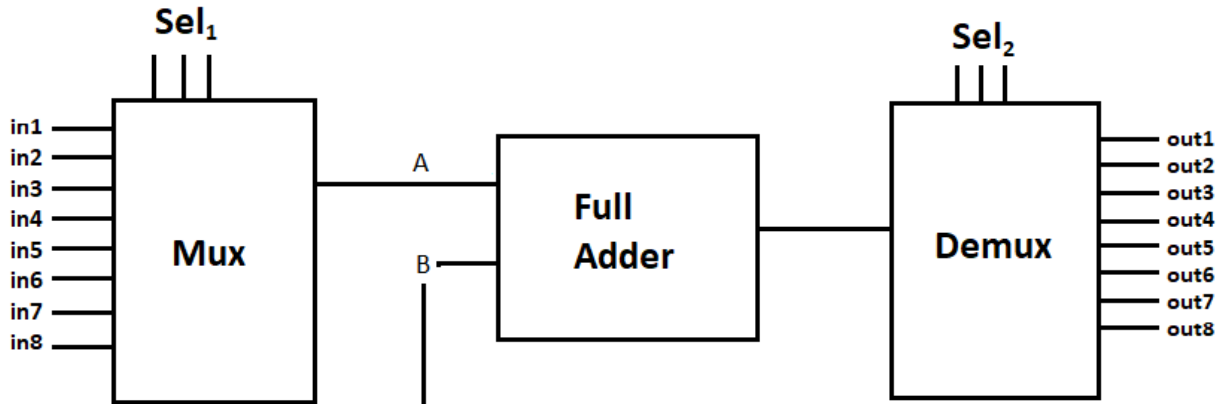 Sel₁
Sel₂
in1
in2
in3
in4
in5
in6
in7
in8
Mux
A
B
Full
Adder
Demux
out1
out2
out3
out4
out5
out6
out7
out8